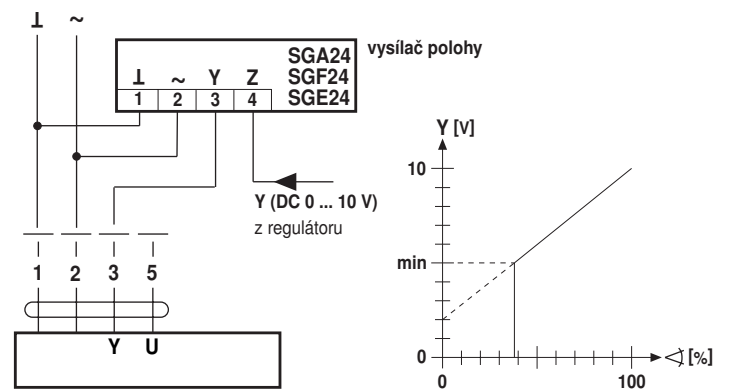 ⊥ ~
SGA24
SGF24
SGE24
vysílač polohy
⊥ ~ Y Z
1 2 3 4
Y (DC 0 ... 10 V)
z regulátoru
1 2 3 5
Y U
Y [V]
10
min
0
0 100
[%]